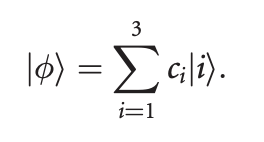 |ϕ⟩ = ∑_{i=1}^{3} c_i|i⟩.